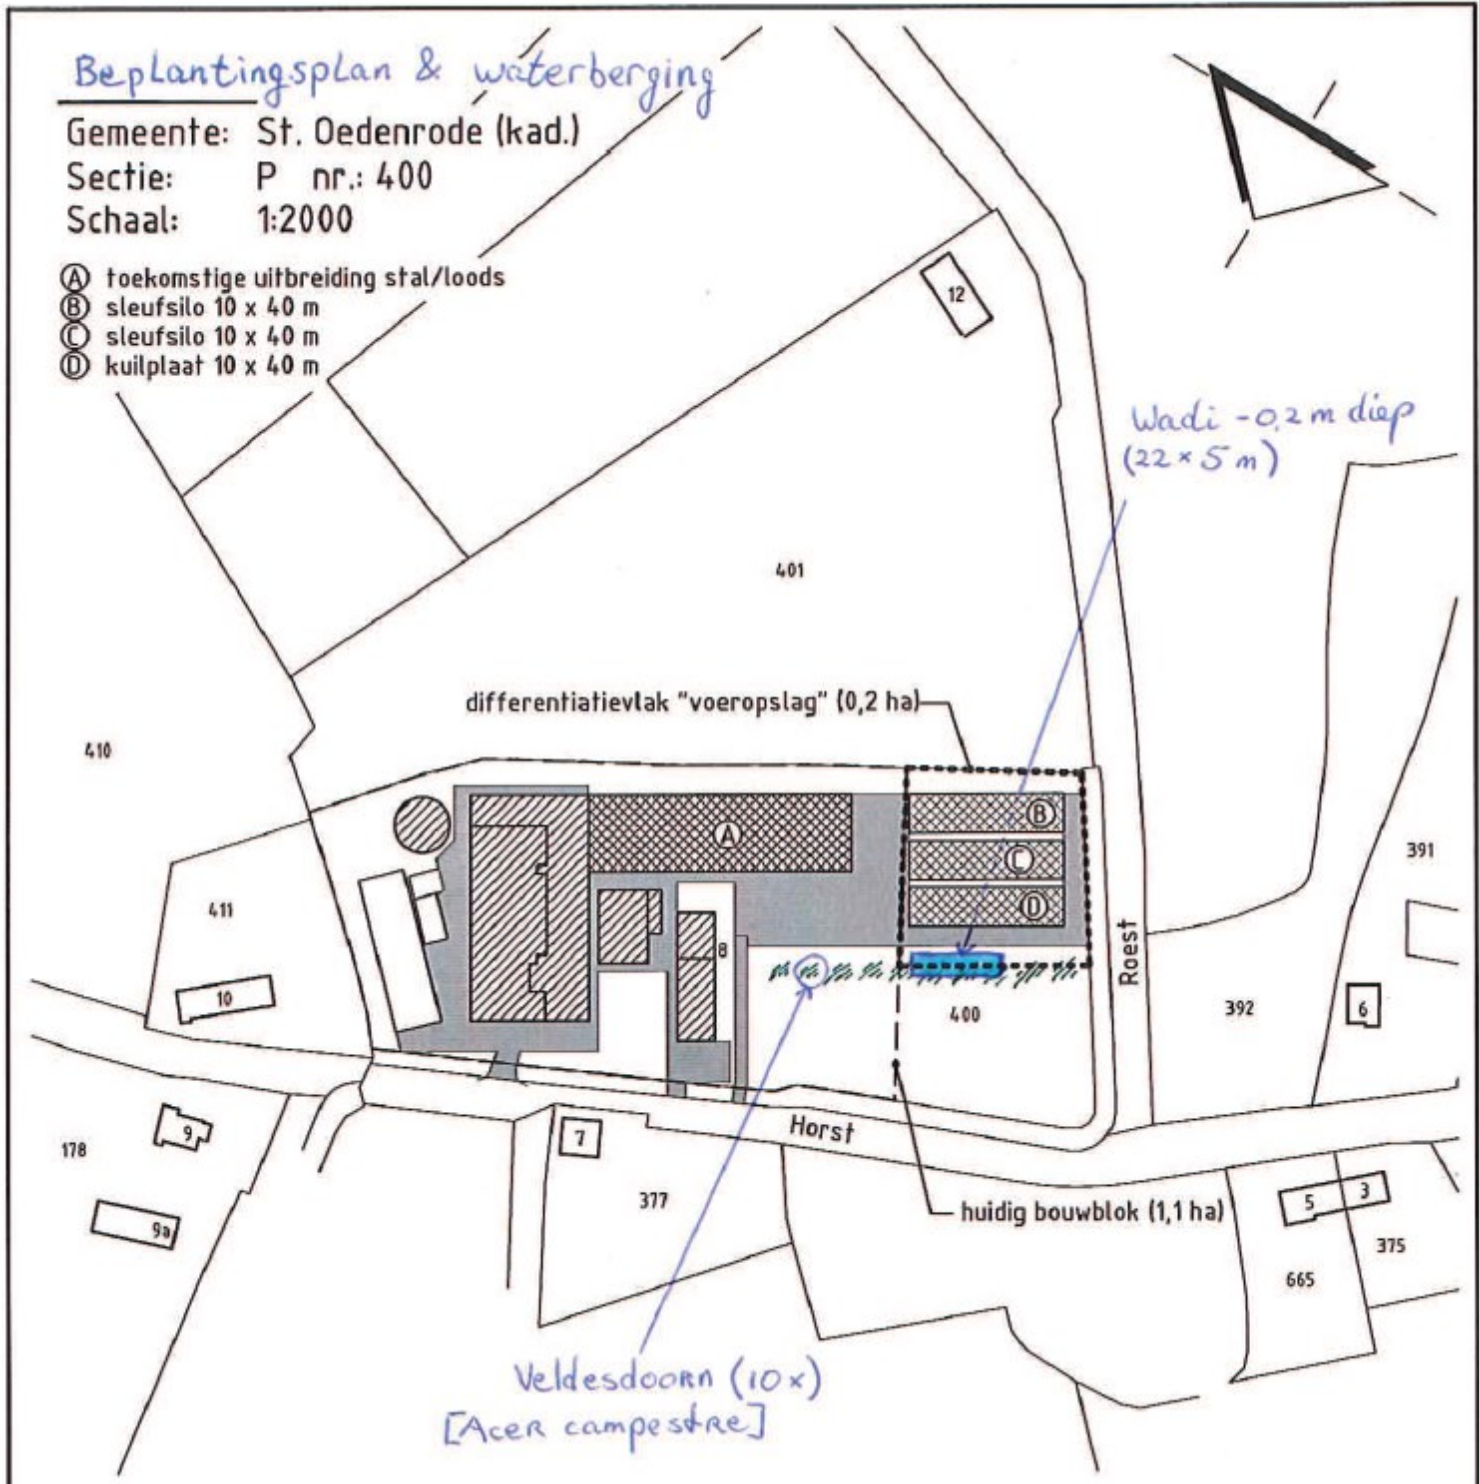 Beplantingsplan & waterberging
Gemeente: St. Oedenrode (kad.)
Sectie: P nr.: 400
Schaal: 1:2000
A toekomstige uitbreiding stal/loods
B sleufsilo 10 x 40 m
C sleufsilo 10 x 40 m
D kuilplaat 10 x 40 m
12
Wadi -0,2 m diep
(22 x 5 m)
401
differentiatievlak "voeropslag" (0,2 ha)
410
B
A
C
391
D
411
8
Roest
10
400
392
6
9
7
Horst
178
377
huidig bouwblok (1,1 ha)
5
3
9a
375
665
Veldesdoorn (10x)
[Acer campestre]